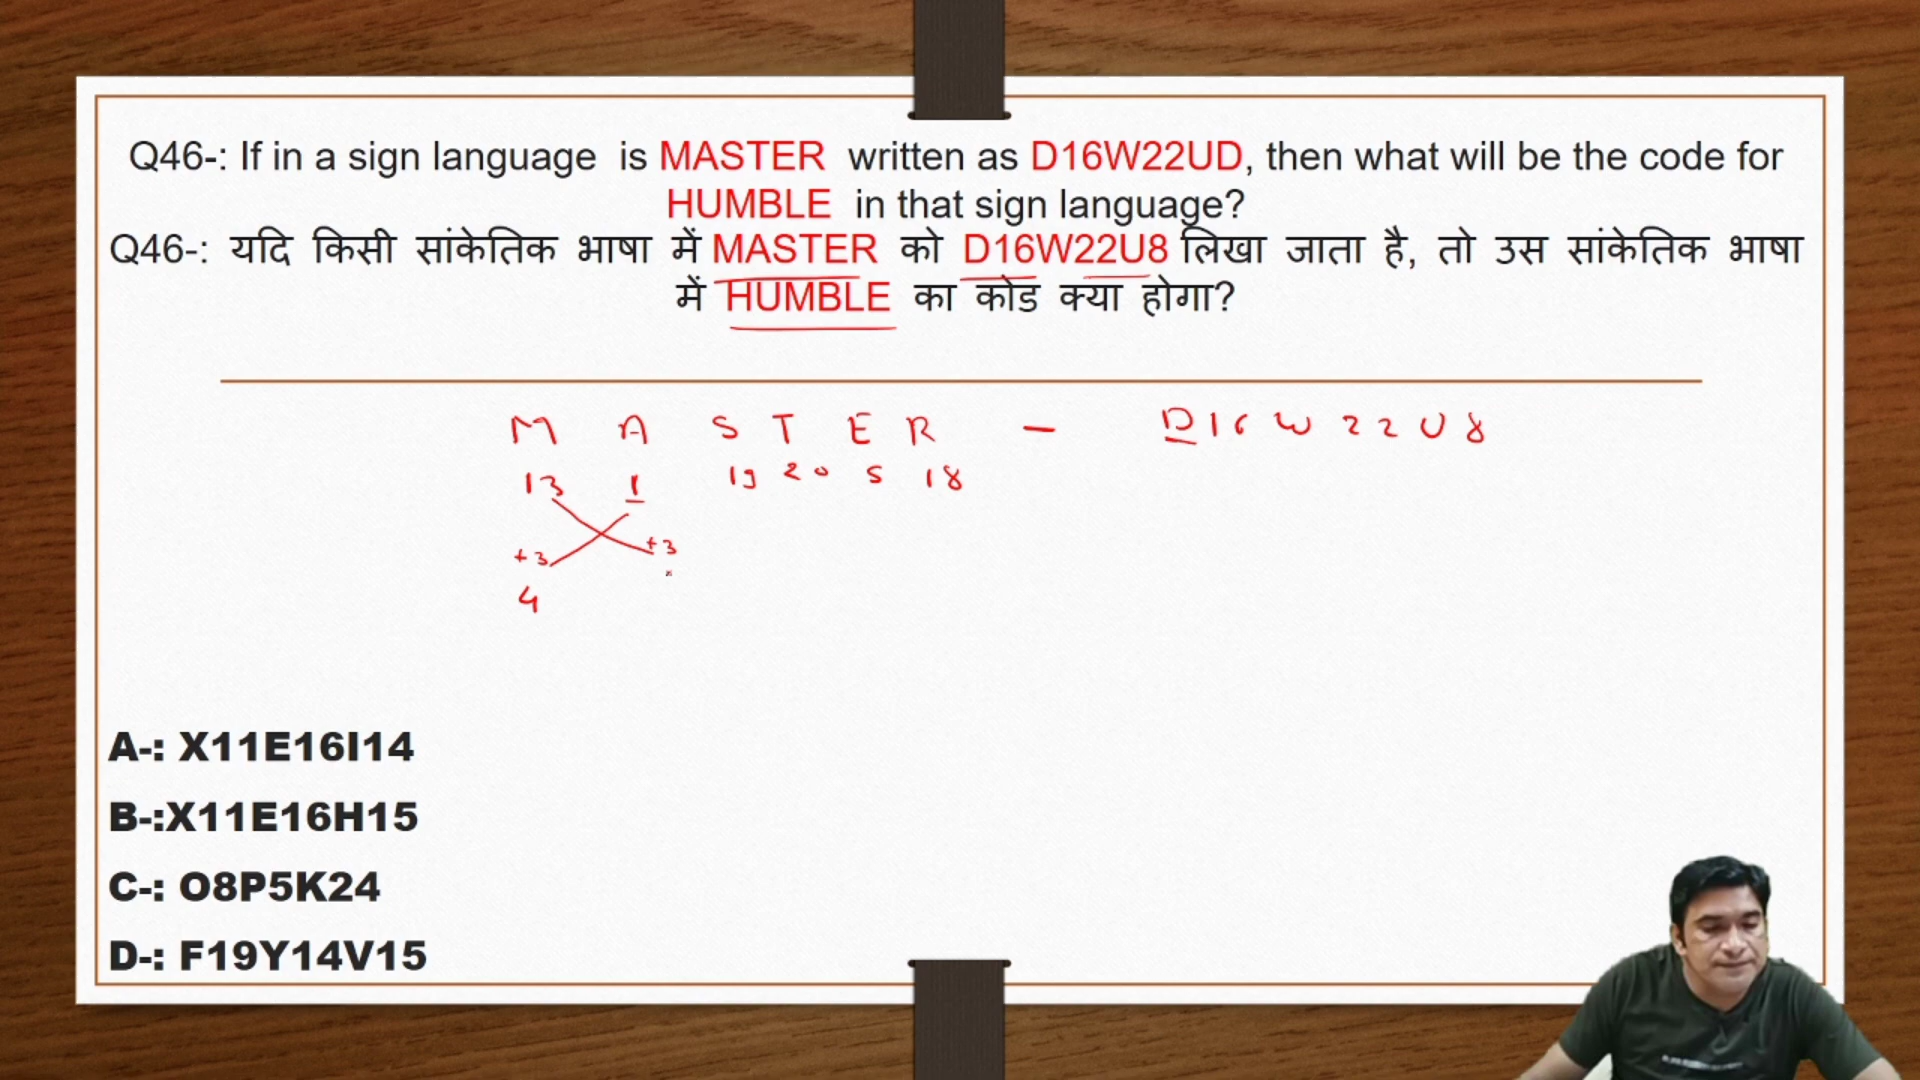 Q46-: If in a sign language is MASTER written as D16W22UD, then what will be the code for
HUMBLE in that sign language?
Q46-: यदि किसी सांकेतिक भाषा में MASTER को D16W22U8 लिखा जाता है, तो उस सांकेतिक भाषा
में HUMBLE का कोड क्या होगा?
M A S T E R – D16W22U8
13 1 19 20 5 18
+3 +3
4
A-: X11E16I14
B-:X11E16H15
C-: O8P5K24
D-: F19Y14V15